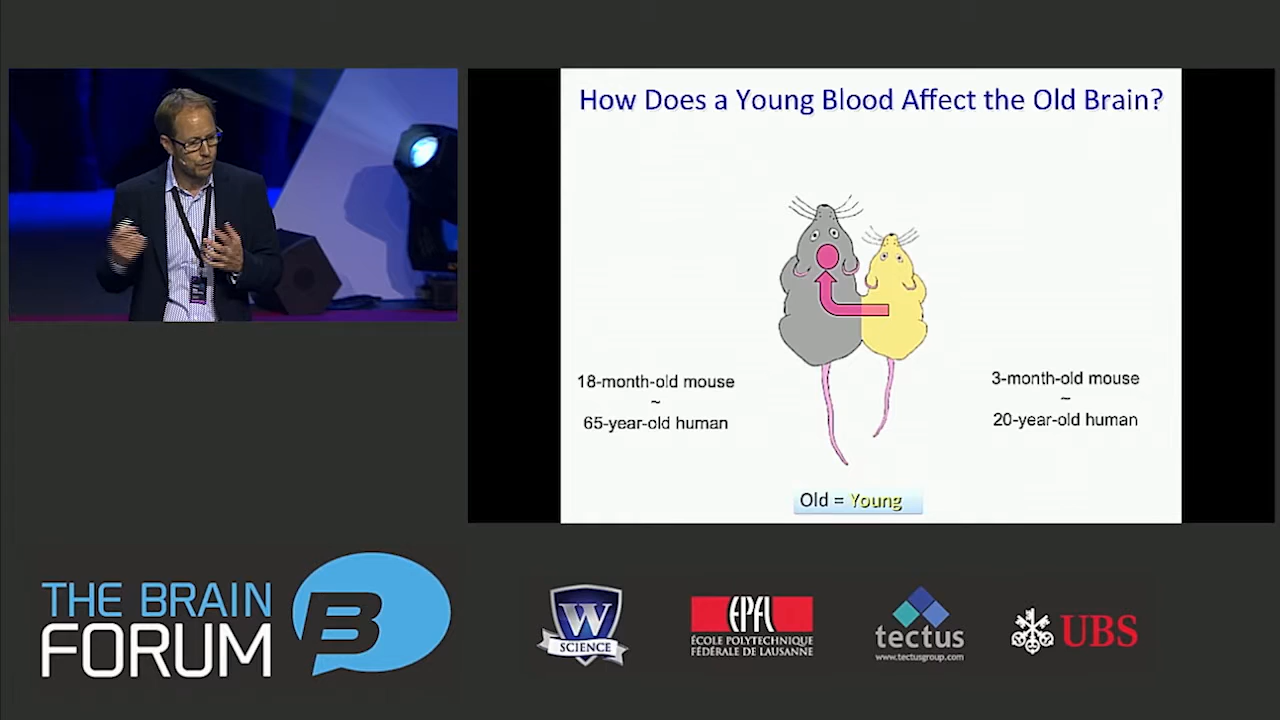 How Does a Young Blood Affect the Old Brain?
18-month-old mouse
~
65-year-old human
3-month-old mouse
~
20-year-old human
Old = Young
THE BRAIN
FORUM
B
W
SCIENCE
EPFL
ÉCOLE POLYTECHNIQUE
FÉDÉRALE DE LAUSANNE
tectus
www.tectusgroup.com
UBS